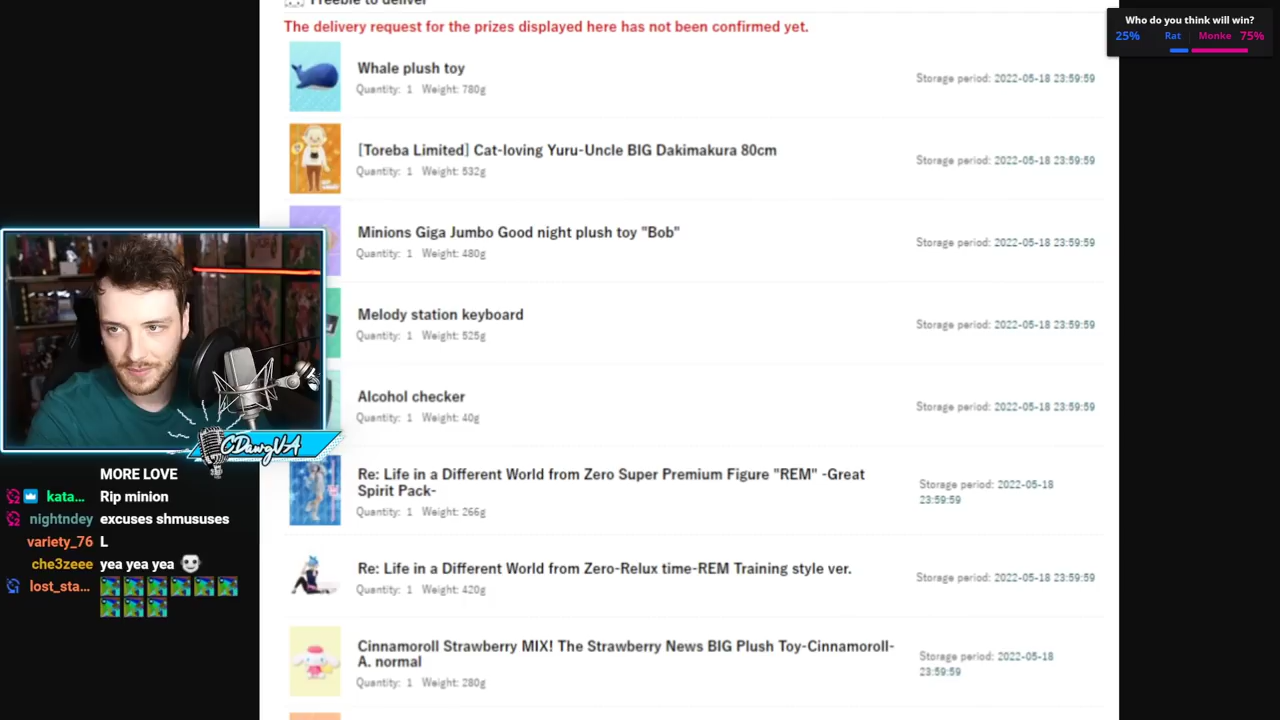 Freebie to deliver
The delivery request for the prizes displayed here has not been confirmed yet.
Who do you think will win?
25% Rat Monke 75%
Whale plush toy
Quantity: 1 Weight: 780g
Storage period: 2022-05-18 23:59:59
[Toreba Limited] Cat-loving Yuru-Uncle BIG Dakimakura 80cm
Quantity: 1 Weight: 532g
Storage period: 2022-05-18 23:59:59
Minions Giga Jumbo Good night plush toy "Bob"
Quantity: 1 Weight: 480g
Storage period: 2022-05-18 23:59:59
Melody station keyboard
Quantity: 1 Weight: 525g
Storage period: 2022-05-18 23:59:59
Alcohol checker
Quantity: 1 Weight: 40g
Storage period: 2022-05-18 23:59:59
Re: Life in a Different World from Zero Super Premium Figure "REM" -Great
Spirit Pack-
Quantity: 1 Weight: 266g
Storage period: 2022-05-18
23:59:59
Re: Life in a Different World from Zero-Relux time-REM Training style ver.
Quantity: 1 Weight: 420g
Storage period: 2022-05-18 23:59:59
Cinnamoroll Strawberry MIX! The Strawberry News BIG Plush Toy-Cinnamoroll-
A. normal
Quantity: 1 Weight: 280g
Storage period: 2022-05-18
23:59:59
CDawgVA
MORE LOVE
kata... Rip minion
nightndey excuses shmususes
variety_76 L
che3zeee yea yea yea
lost_sta...